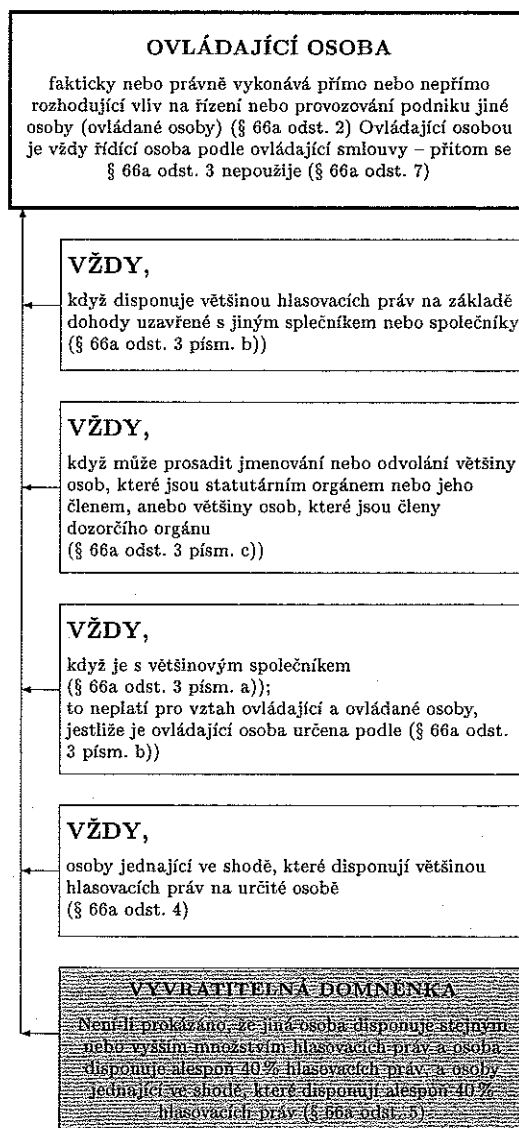 OVLÁDAJÍCÍ OSOBA
fakticky nebo právně vykonává přímo nebo nepřímo
rozhodující vliv na řízení nebo provozování podniku jiné
osoby (ovládané osoby) (§ 66a odst. 2) Ovládající osobou
je vždy řídící osoba podle ovládající smlouvy – přitom se
§ 66a odst. 3 nepoužije (§ 66a odst. 7)
VŽDY,
když disponuje většinou hlasovacích práv na základě
dohody uzavřené s jiným splečníkem nebo společníky
(§ 66a odst. 3 písm. b))
VŽDY,
když může prosadit jmenování nebo odvolání většiny
osob, které jsou statutárním orgánem nebo jeho
členem, anebo většiny osob, které jsou členy
dozorčího orgánu
(§ 66a odst. 3 písm. c))
VŽDY,
když je s většinovým společníkem
(§ 66a odst. 3 písm. a));
to neplatí pro vztah ovládající a ovládané osoby,
jestliže je ovládající osoba určena podle (§ 66a odst.
3 písm. b))
VŽDY,
osoby jednající ve shodě, které disponují většinou
hlasovacích práv na určité osobě
(§ 66a odst. 4)
VYVRATITELNÁ DOMNĚNKA
Není-li prokázáno, že jiná osoba disponuje stejným
nebo vyšším množstvím hlasovacích práv a osoba
disponuje alespoň 40 % hlasovacích práv, a osoby
jednající ve shodě, které disponují alespoň 40 %
hlasovacích práv (§ 66a odst. 5)